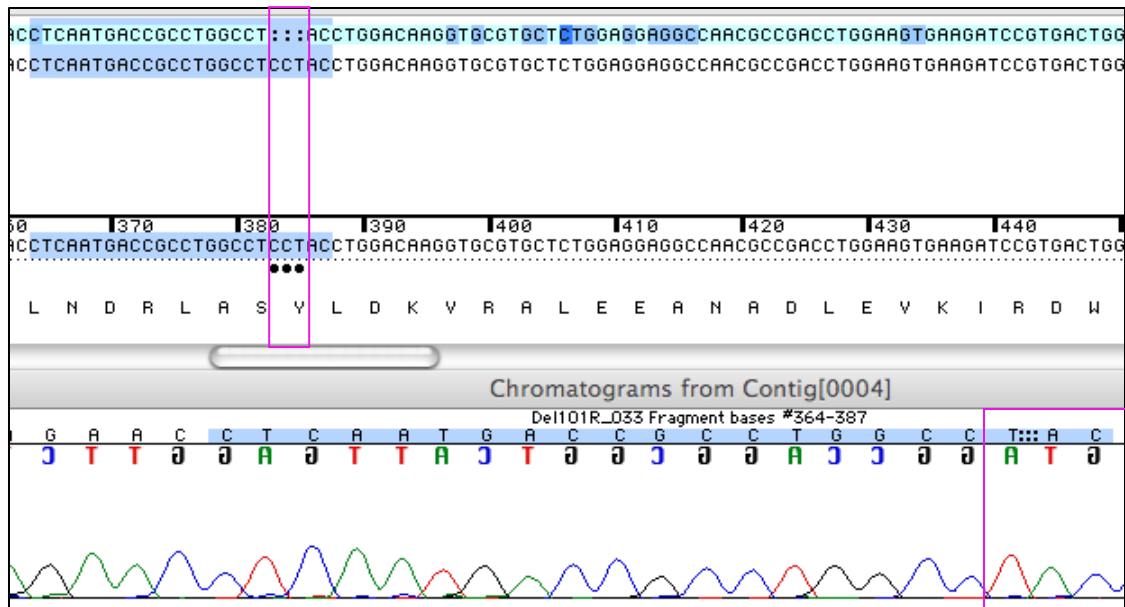 ACCTCAATGACCGCCTGGCCT:::ACCTGGACAAGGTGCGTGCTCTGGAGGAGGCCAACGCCGACCTGGAAGTGAAGATCCGTGACTGG
ACCTCAATGACCGCCTGGCCTCCTACCTGGACAAGGTGCGTGCTCTGGAGGAGGCCAACGCCGACCTGGAAGTGAAGATCCGTGACTGG
60 370 380 390 400 410 420 430 440
ACCTCAATGACCGCCTGGCCTCCTACCTGGACAAGGTGCGTGCTCTGGAGGAGGCCAACGCCGACCTGGAAGTGAAGATCCGTGACTGG
L N D R L A S Y L D K V R A L E E A N A D L E V K I R D W
Chromatograms from Contig[0004]
Del101R_033 Fragment bases #364-387
G A A C C T C A A T G A C C G C C T G G C C T::: A C
C T T G G A G T T A C T G G C G G A C C G G A T G